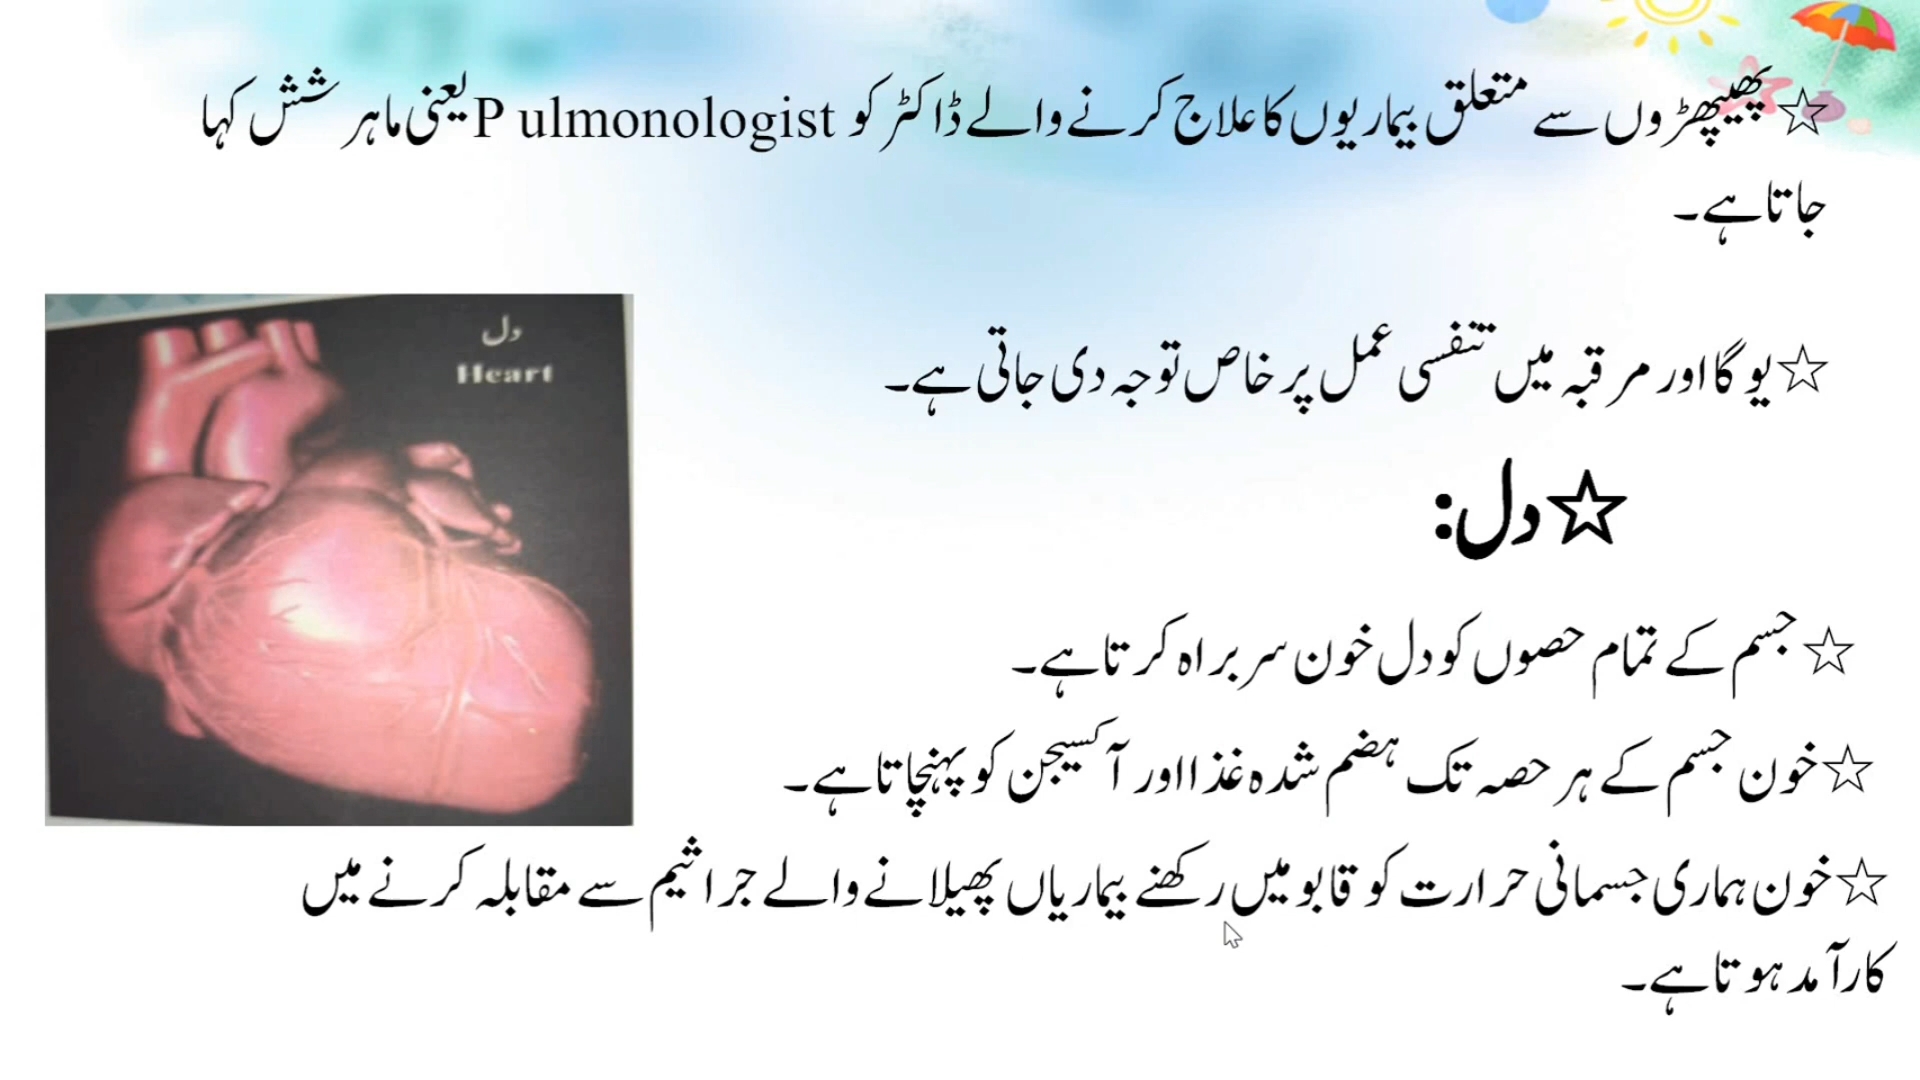 ☆پھیپھڑوں سے متعلق بیماریوں کا علاج کرنے والے ڈاکٹر کو P ulmonologist یعنی ماہر شش کہا
جاتا ہے۔
دل
Heart
☆یوگا اور مرقبہ میں تنفسی عمل پر خاص توجہ دی جاتی ہے۔
☆دل:
☆جسم کے تمام حصوں کو دل خون سربراہ کرتا ہے۔
☆خون جسم کے ہر حصہ تک ہضم شدہ غذا ااور آکسیجن کو پہنچاتا ہے۔
☆خون ہماری جسمانی حرارت کو قابو میں رکھنے بیماریاں پھیلانے والے جراثیم سے مقابلہ کرنے میں
کارآمد ہوتا ہے۔